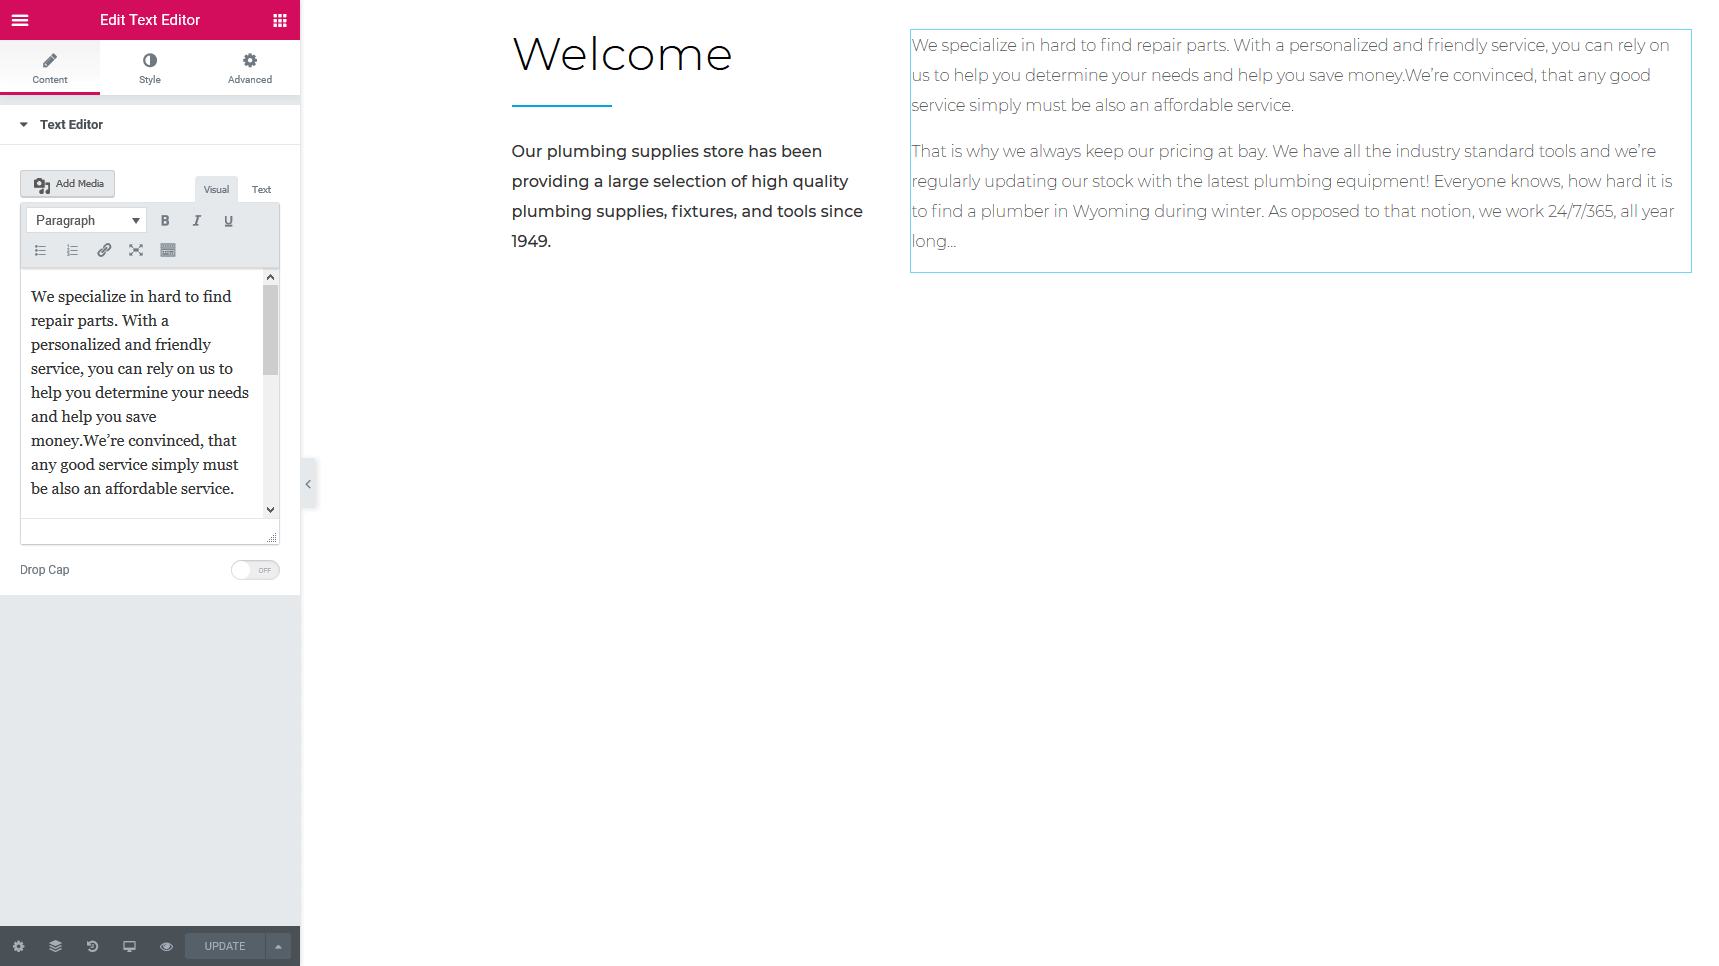 Edit Text Editor
Content
Style
Advanced
Text Editor
Add Media
Visual
Text
Paragraph
B
I
U
We specialize in hard to find
repair parts. With a
personalized and friendly
service, you can rely on us to
help you determine your needs
and help you save
money.We’re convinced, that
any good service simply must
be also an affordable service.
Drop Cap
OFF
UPDATE
Welcome
Our plumbing supplies store has been
providing a large selection of high quality
plumbing supplies, fixtures, and tools since
1949.
We specialize in hard to find repair parts. With a personalized and friendly service, you can rely on
us to help you determine your needs and help you save money.We’re convinced, that any good
service simply must be also an affordable service.
That is why we always keep our pricing at bay. We have all the industry standard tools and we’re
regularly updating our stock with the latest plumbing equipment! Everyone knows, how hard it is
to find a plumber in Wyoming during winter. As opposed to that notion, we work 24/7/365, all year
long…